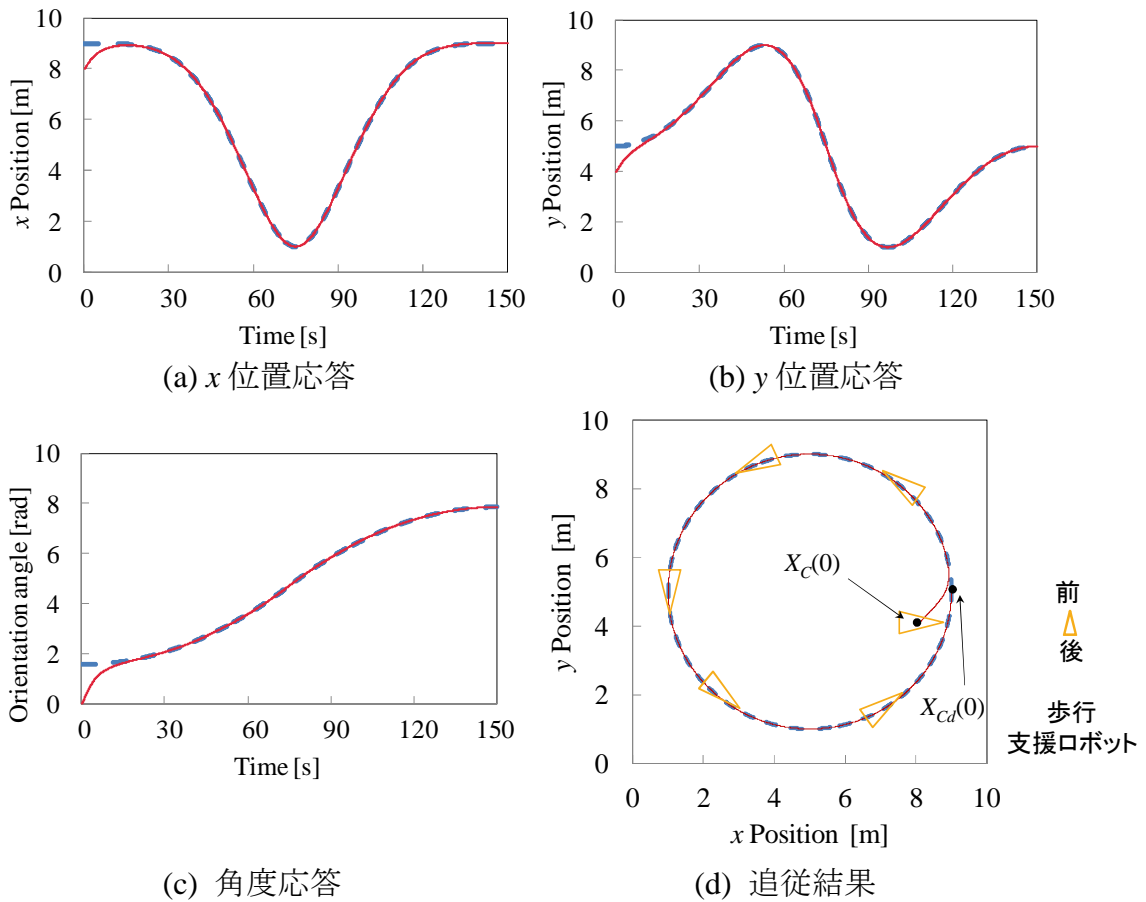 10
8
6
4
2
0
x Position [m]
0 30 60 90 120 150
Time [s]
(a) x 位置応答
10
8
6
4
2
0
y Position [m]
0 30 60 90 120 150
Time [s]
(b) y 位置応答
10
8
6
4
2
0
Orientation angle [rad]
0 30 60 90 120 150
Time [s]
(c) 角度応答
10
8
6
4
2
0
y Position [m]
X_C(0)
X_{Cd}(0)
0 2 4 6 8 10
x Position [m]
前
後
歩行
支援ロボット
(d) 追従結果